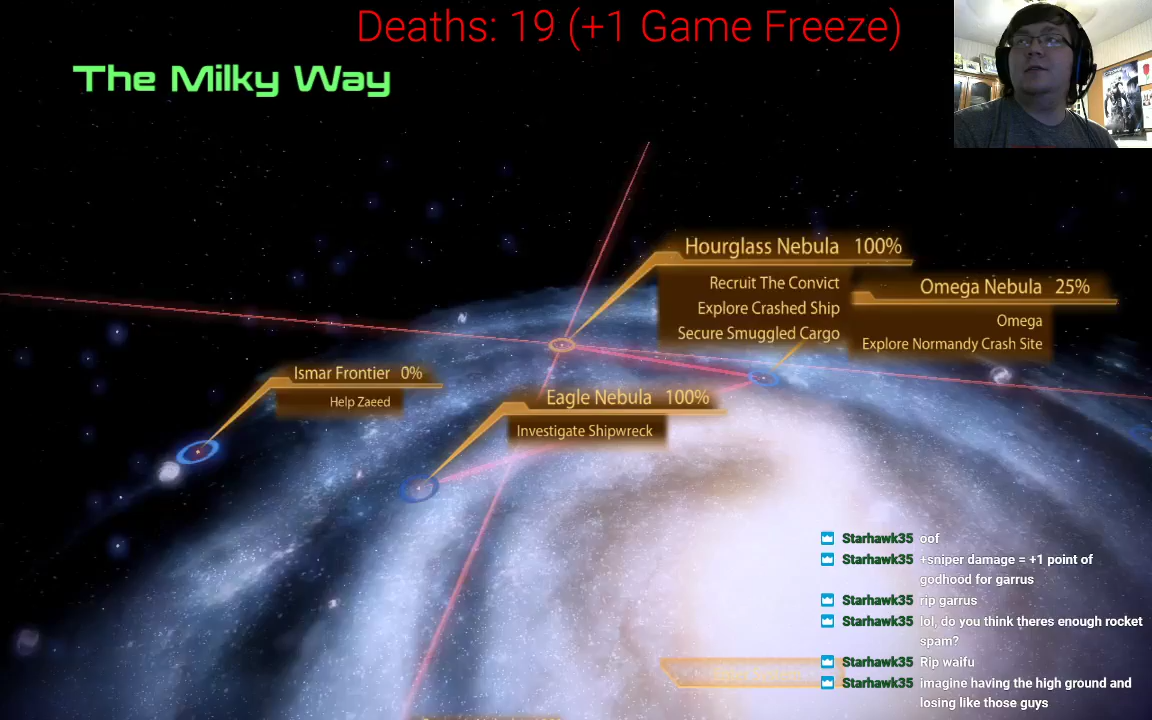 Deaths: 19 (+1 Game Freeze)
The Milky Way
Hourglass Nebula 100%
Recruit The Convict
Explore Crashed Ship
Secure Smuggled Cargo
Omega Nebula 25%
Omega
Explore Normandy Crash Site
Ismar Frontier 0%
Help Zaeed
Eagle Nebula 100%
Investigate Shipwreck
Starhawk35 oof
Starhawk35 +sniper damage = +1 point of
godhood for garrus
Starhawk35 rip garrus
Starhawk35 lol, do you think theres enough rocket
spam?
Starhawk35 Rip waifu
Starhawk35 imagine having the high ground and
losing like those guys